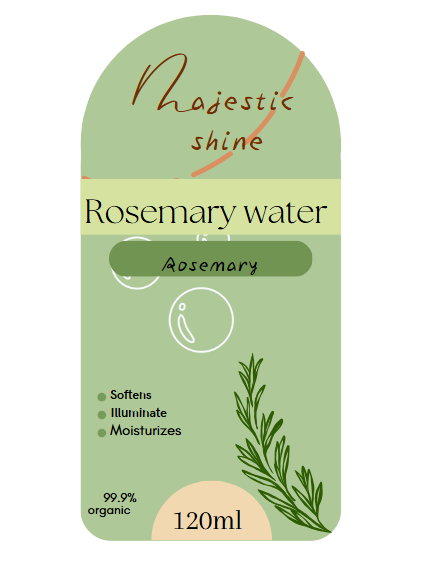 Majestic
shine
Rosemary water
Rosemary
Softens
Illuminate
Moisturizes
99.9%
organic
120ml